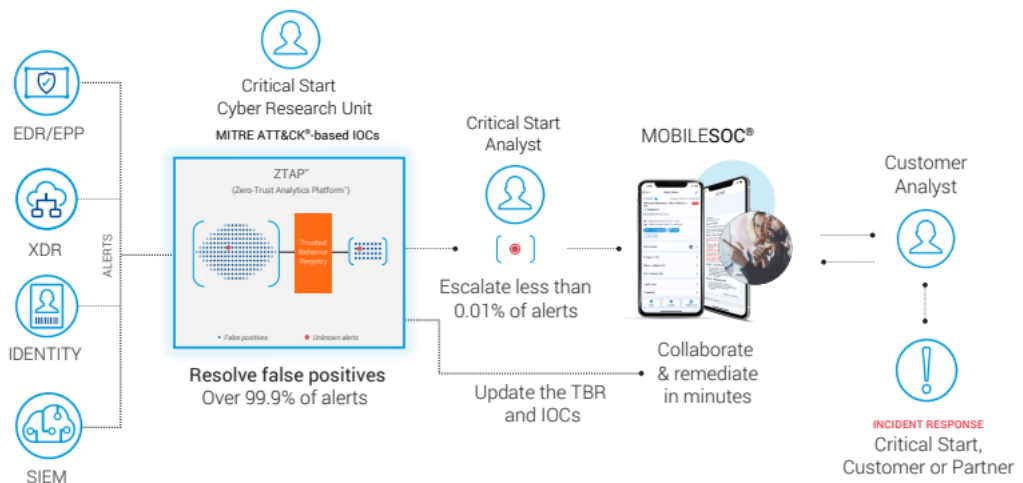 EDR/EPP
XDR
IDENTITY
SIEM
ALERTS
Critical Start
Cyber Research Unit
MITRE ATT&CK®-based IOCs
ZTAP™
(Zero-Trust Analytics Platform™)
Trusted
Behavior
Registry
False positives
Unknown alerts
Resolve false positives
Over 99.9% of alerts
Critical Start
Analyst
Escalate less than
0.01% of alerts
Update the TBR
and IOCs
MOBILESOC®
Collaborate
& remediate
in minutes
Customer
Analyst
INCIDENT RESPONSE
Critical Start,
Customer or Partner